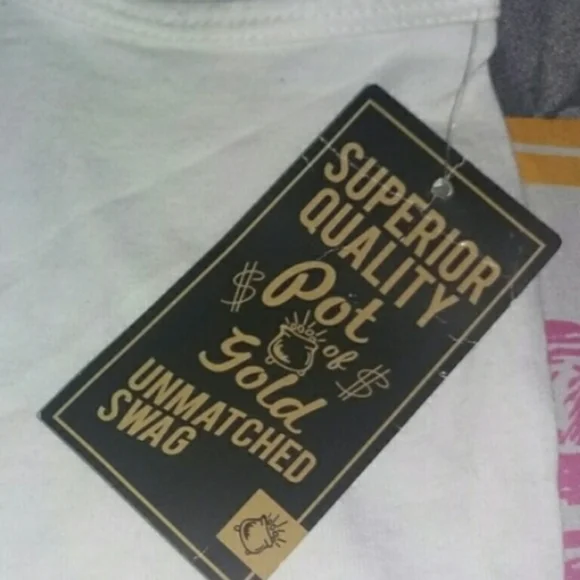 SUPERIOR
QUALITY
$ Pot
of $
Gold
UNMATCHED
SWAG